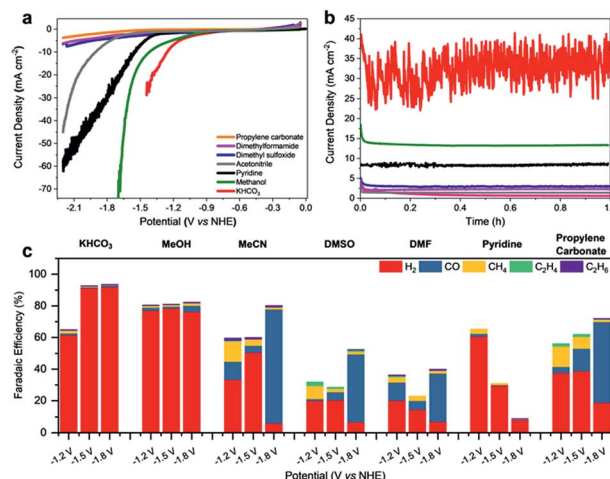 a
0
-10
-20
-30
-40
-50
-60
-70
Current Density (mA cm⁻²)
Propylene carbonate
Dimethylformamide
Dimethyl sulfoxide
Acetonitrile
Pyridine
Methanol
KHCO₃
-2.1 -1.8 -1.5 -1.2 -0.9 -0.6 -0.3 0.0
Potential (V vs NHE)
b
45
40
35
30
25
20
15
10
5
0
Current Density (mA cm⁻²)
0.0 0.2 0.4 0.6 0.8 1.0
Time (h)
c
KHCO₃ MeOH MeCN DMSO DMF Pyridine Propylene
Carbonate
H₂ CO CH₄ C₂H₄ C₂H₆
100
80
60
40
20
0
Faradaic Efficiency (%)
-1.2 V -1.5 V -1.8 V -1.2 V -1.5 V -1.8 V -1.2 V -1.5 V -1.8 V -1.2 V -1.5 V -1.8 V -1.2 V -1.5 V -1.8 V -1.2 V -1.5 V -1.8 V -1.2 V -1.5 V -1.8 V
Potential (V vs NHE)